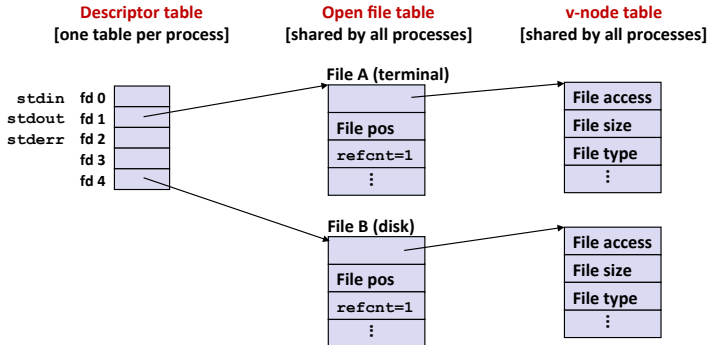 Descriptor table
[one table per process]
Open file table
[shared by all processes]
v-node table
[shared by all processes]
stdin fd 0
stdout fd 1
stderr fd 2
fd 3
fd 4
File A (terminal)
File pos
refcnt=1
⋮
File access
File size
File type
⋮
File B (disk)
File pos
refcnt=1
⋮
File access
File size
File type
⋮